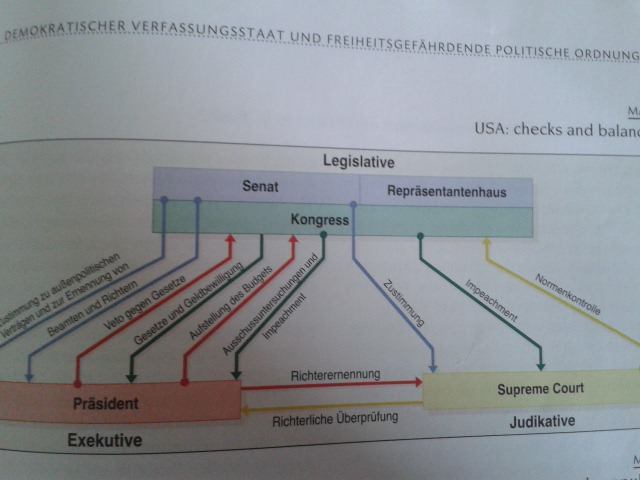 DEMOKRATISCHER VERFASSUNGSSTAAT UND FREIHEITSGEFÄHRDENDE POLITISCHE ORDNUNG
USA: checks and balan
Legislative
Senat
Repräsentantenhaus
Kongress
Zustimmung zu außenpolitischen
Verträgen und zur Ernennung von
Beamten und Richtern
Veto gegen Gesetze
Gesetze und Geldbewilligung
Aufstellung des Budgets
Ausschussuntersuchungen und
Impeachment
Zustimmung
Impeachment
Normenkontrolle
Richterernennung
Richterliche Überprüfung
Präsident
Supreme Court
Exekutive
Judikative